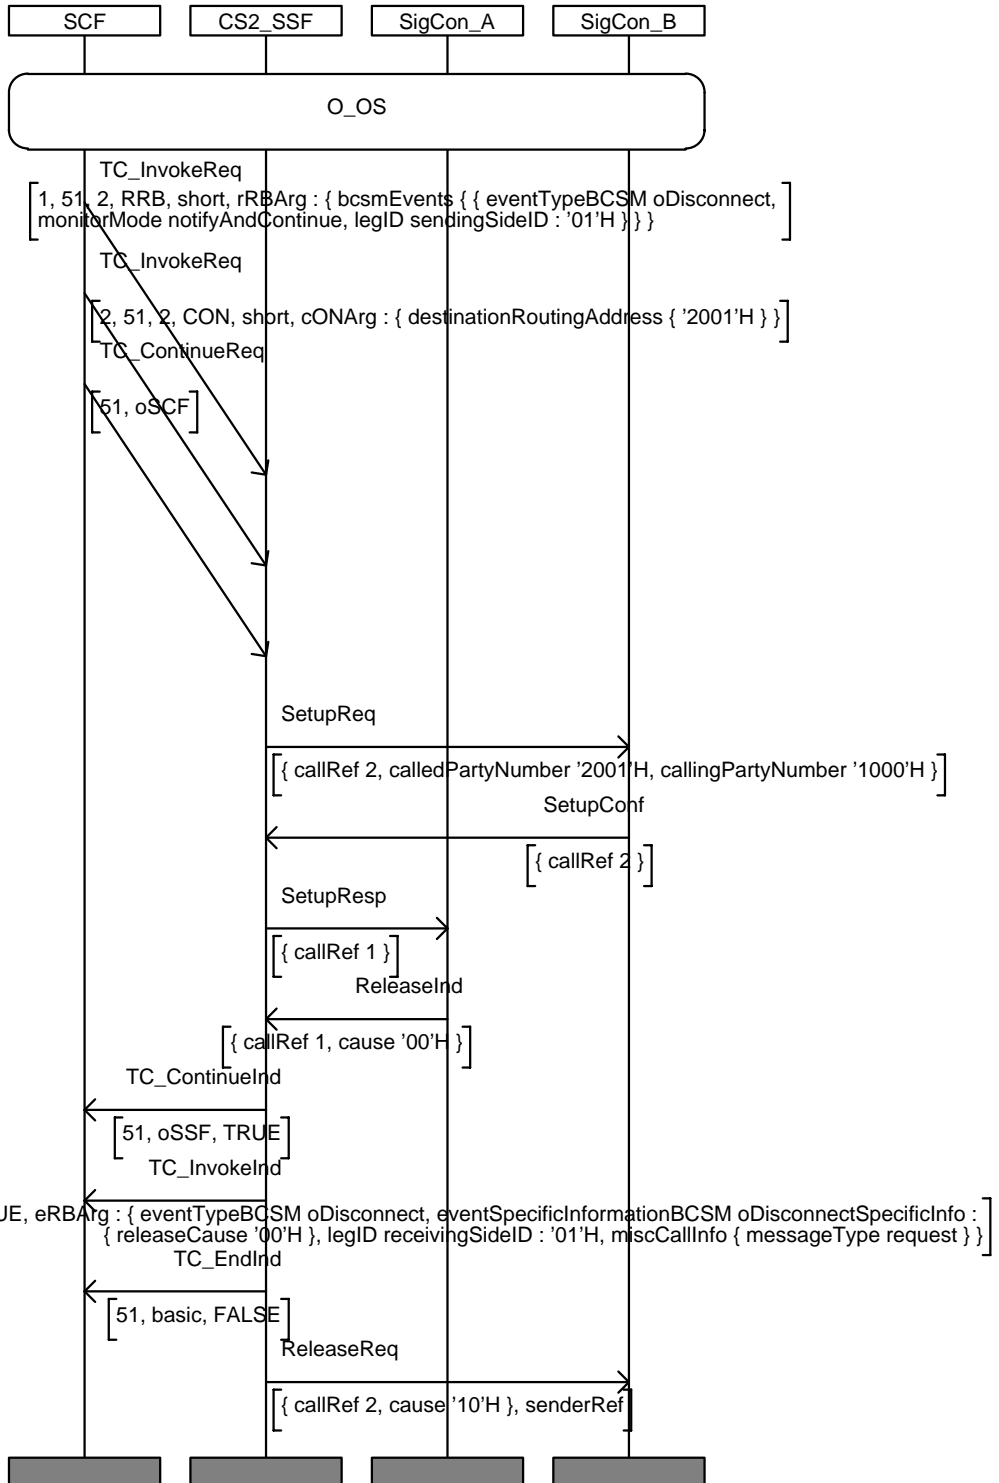 SCF
CS2_SSF
SigCon_A
SigCon_B
O_OS
TC_InvokeReq
1, 51, 2, RRB, short, rRBArg : { bcsmEvents { { eventTypeBCSM oDisconnect,
monitorMode notifyAndContinue, legID sendingSideID : '01'H } } }
TC_InvokeReq
2, 51, 2, CON, short, cONArg : { destinationRoutingAddress { '2001'H } }
TC_ContinueReq
51, oSCF
SetupReq
{ callRef 2, calledPartyNumber '2001'H, callingPartyNumber '1000'H }
SetupConf
{ callRef 2 }
SetupResp
{ callRef 1 }
ReleaseInd
{ callRef 1, cause '00'H }
TC_ContinueInd
51, oSSF, TRUE
TC_InvokeInd
eRBArg : { eventTypeBCSM oDisconnect, eventSpecificInformationBCSM oDisconnectSpecificInfo :
{ releaseCause '00'H }, legID receivingSideID : '01'H, miscCallInfo { messageType request } }
TC_EndInd
51, basic, FALSE
ReleaseReq
{ callRef 2, cause '10'H }, senderRef